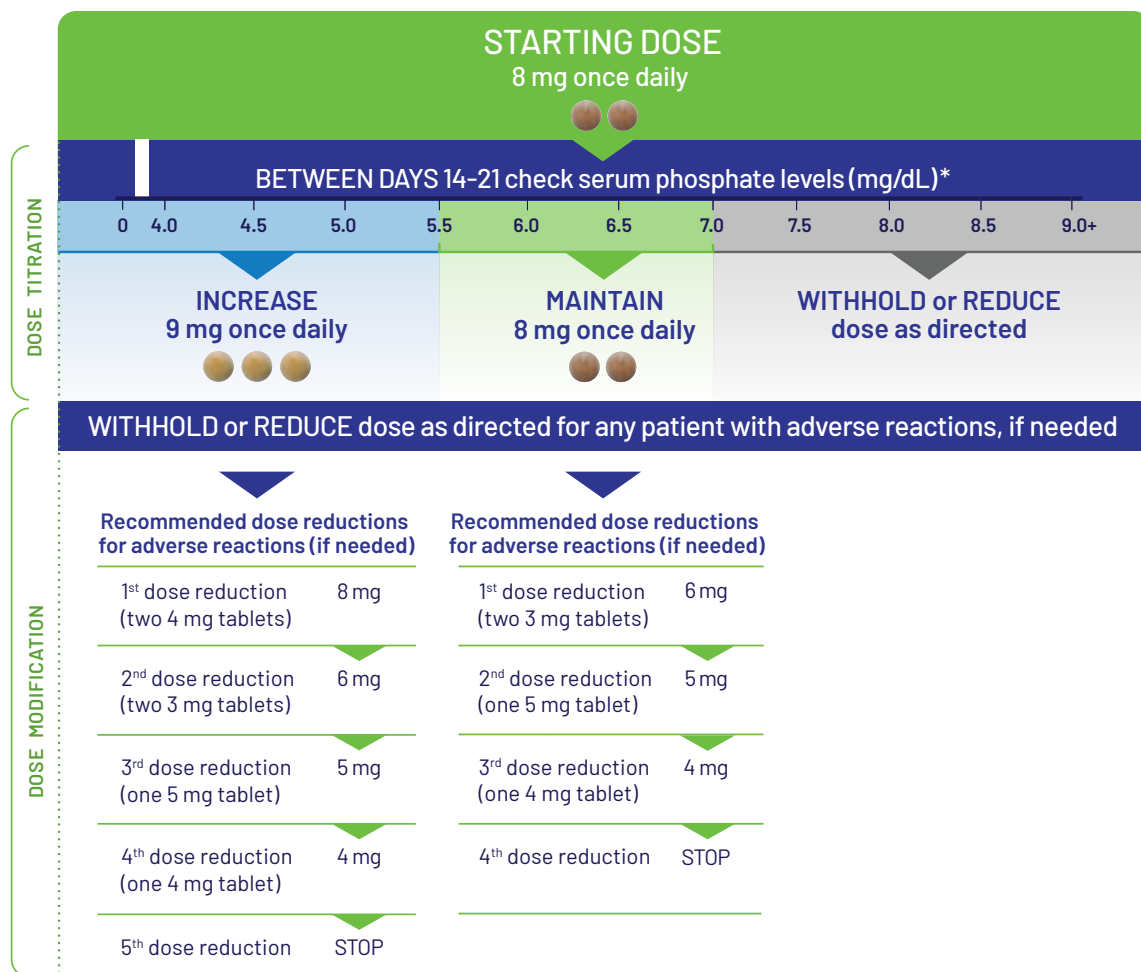 STARTING DOSE
8 mg once daily
DOSE TITRATION
BETWEEN DAYS 14-21 check serum phosphate levels (mg/dL)*
0 4.0 4.5 5.0 5.5 6.0 6.5 7.0 7.5 8.0 8.5 9.0+
INCREASE
9 mg once daily
MAINTAIN
8 mg once daily
WITHHOLD or REDUCE
dose as directed
DOSE MODIFICATION
WITHHOLD or REDUCE dose as directed for any patient with adverse reactions, if needed
Recommended dose reductions
for adverse reactions (if needed)
1st dose reduction 8 mg
(two 4 mg tablets)
2nd dose reduction 6 mg
(two 3 mg tablets)
3rd dose reduction 5 mg
(one 5 mg tablet)
4th dose reduction 4 mg
(one 4 mg tablet)
5th dose reduction STOP
Recommended dose reductions
for adverse reactions (if needed)
1st dose reduction 6 mg
(two 3 mg tablets)
2nd dose reduction 5 mg
(one 5 mg tablet)
3rd dose reduction 4 mg
(one 4 mg tablet)
4th dose reduction STOP